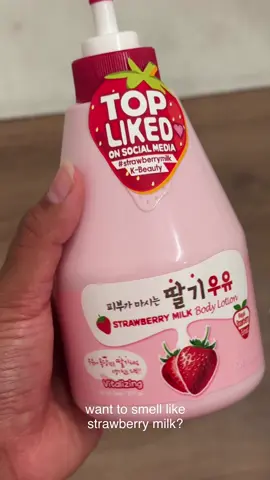 TOP
LIKED
ON SOCIAL MEDIA
#strawberrymilk
K-Beauty
피부가 마시는
딸기우유
STRAWBERRY MILK Body Lotion
Vitalizing
want to smell like
strawberry milk?